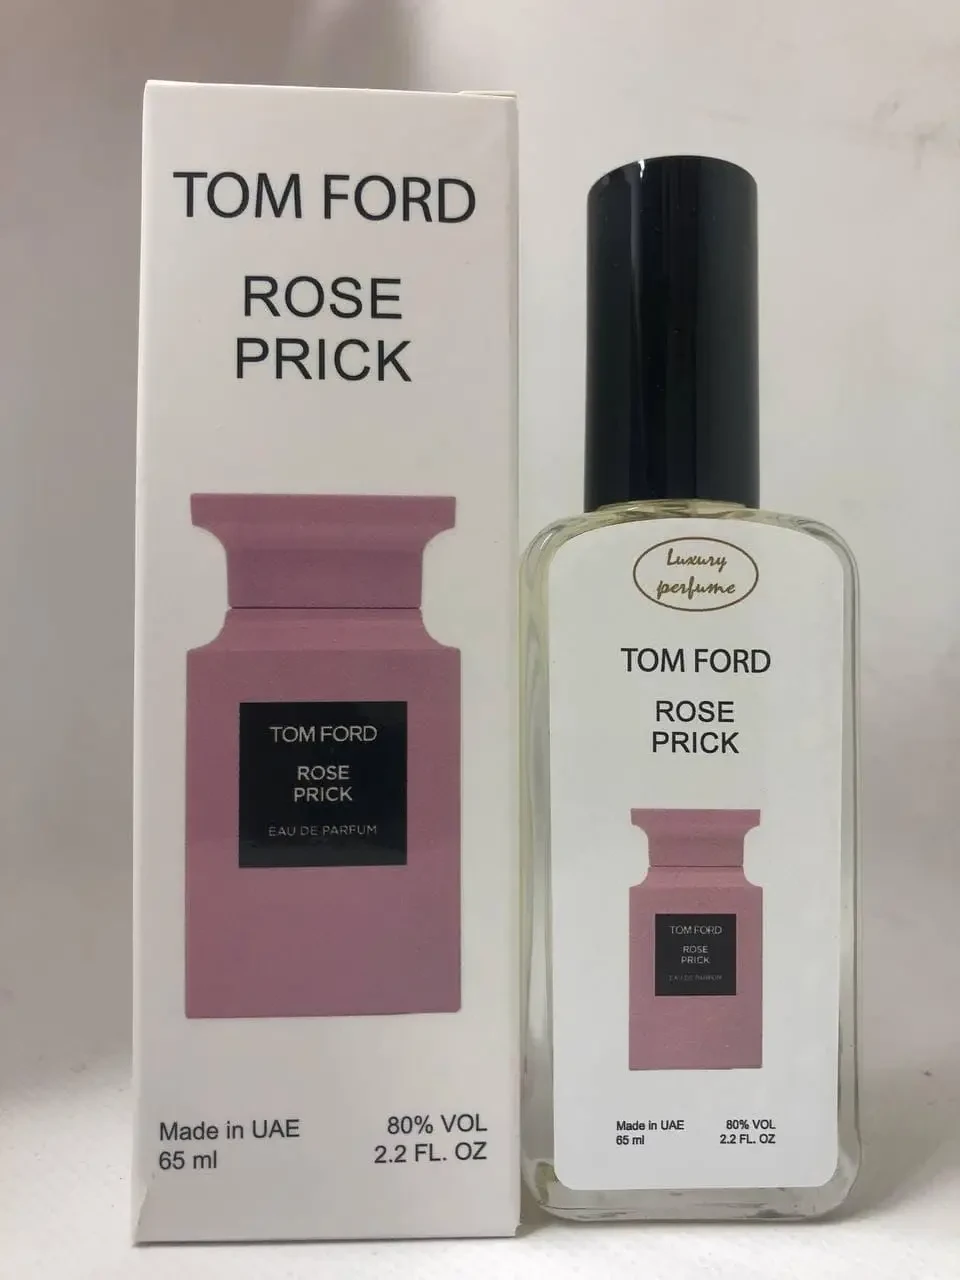 TOM FORD
ROSE
PRICK
TOM FORD
ROSE
PRICK
EAU DE PARFUM
Made in UAE
65 ml
80% VOL
2.2 FL. OZ
Luxury
perfume
TOM FORD
ROSE
PRICK
TOM FORD
ROSE
PRICK
EAU DE PARFUM
Made in UAE
65 ml
80% VOL
2.2 FL. OZ